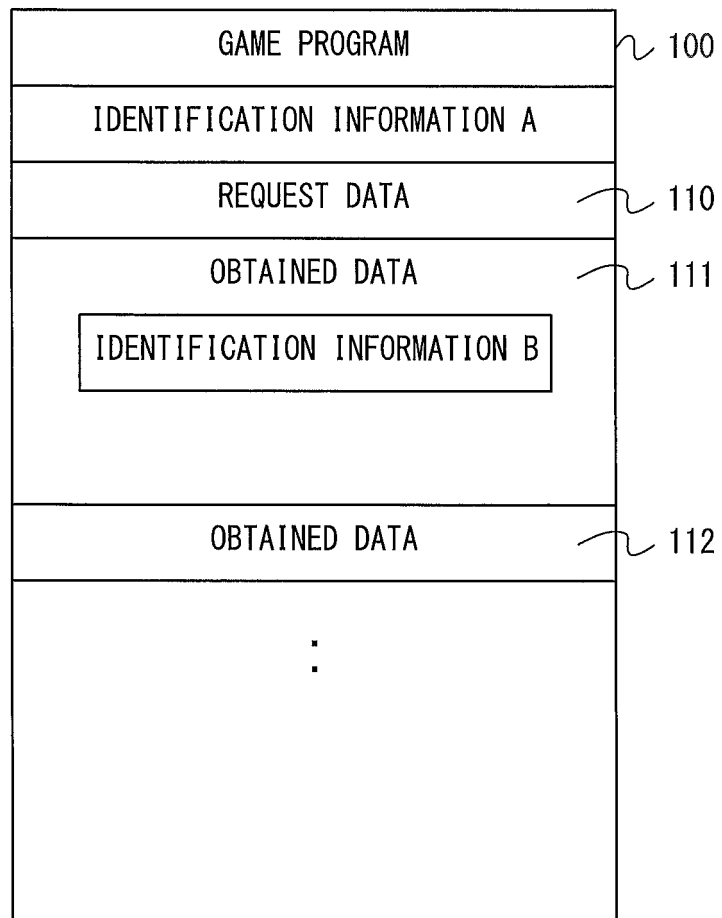 GAME PROGRAM 100
IDENTIFICATION INFORMATION A
REQUEST DATA 110
OBTAINED DATA 111
IDENTIFICATION INFORMATION B
OBTAINED DATA 112
: